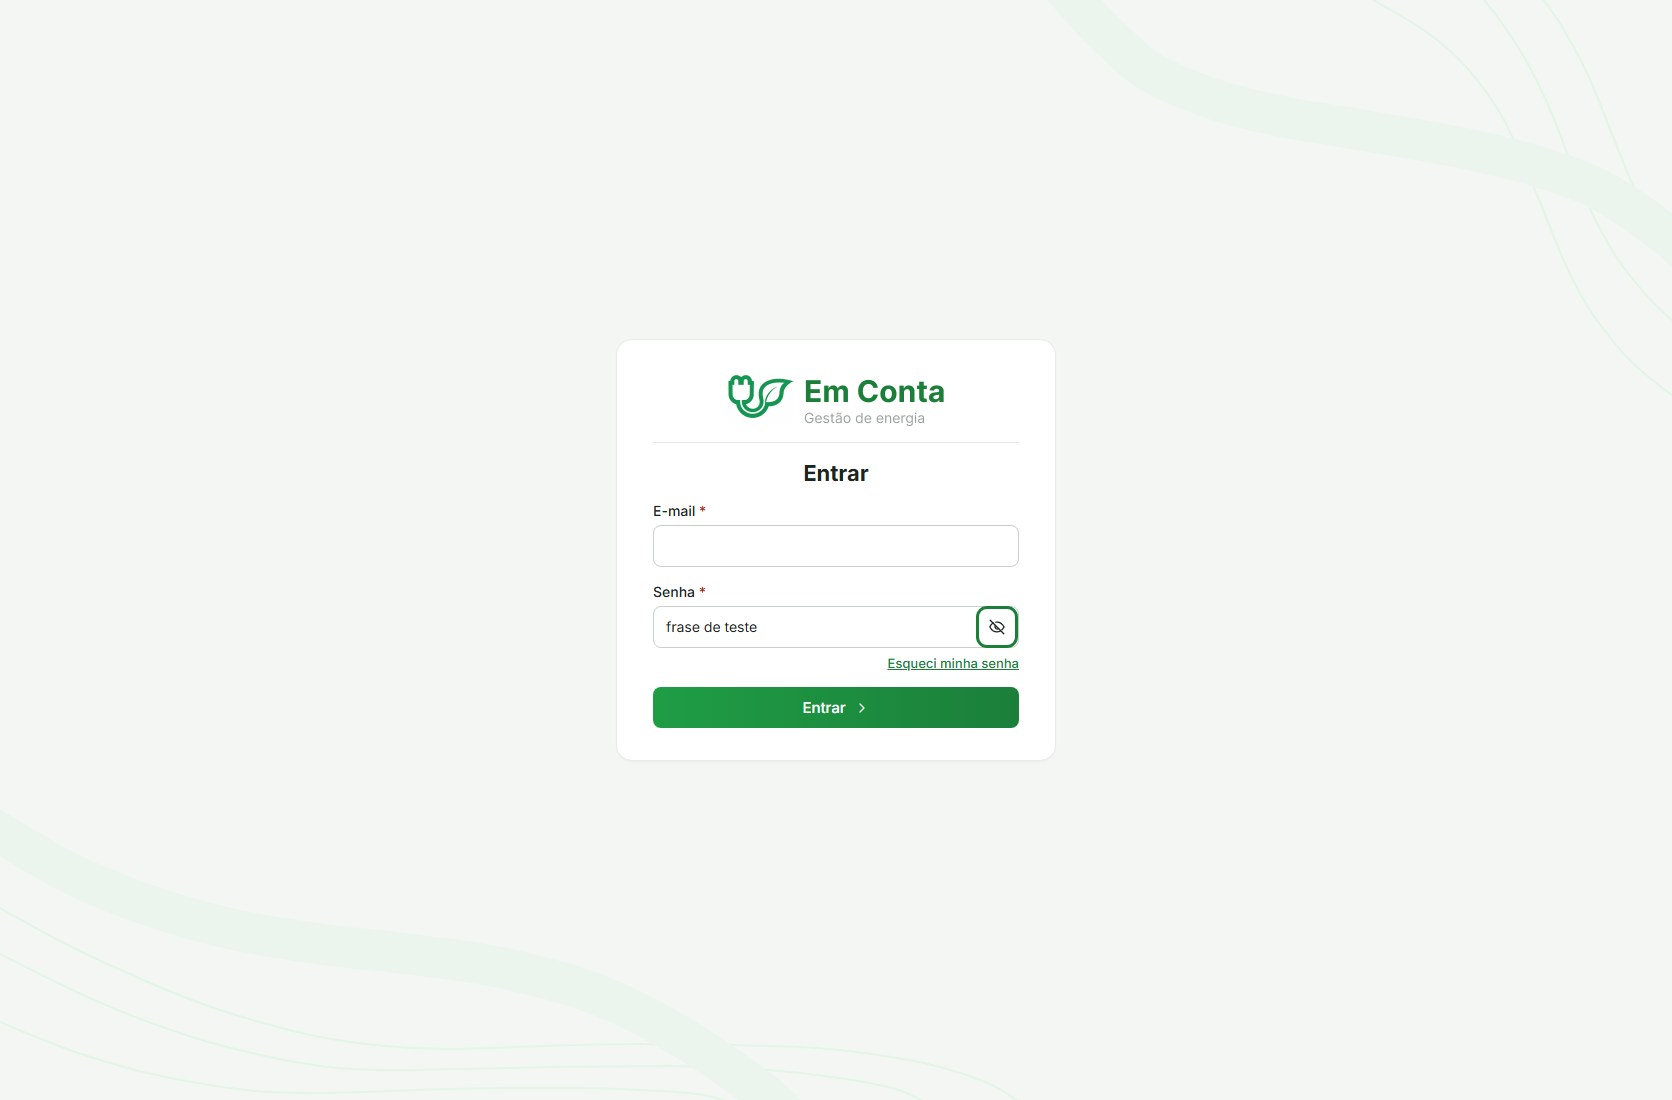 Em Conta
Gestão de energia
Entrar
E-mail *
Senha *
frase de teste
Esqueci minha senha
Entrar